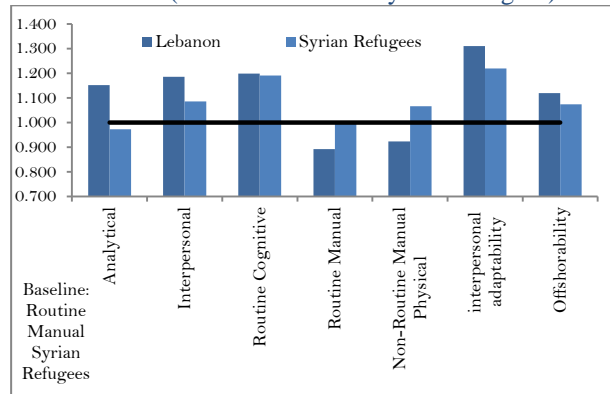 1.400
Lebanon
Syrian Refugees
1.300
1.200
1.100
1.000
0.900
0.800
0.700
Analytical
Interpersonal
Routine Cognitive
Routine Manual
Non-Routine Manual
Physical
interpersonal
adaptability
Offshorability
Baseline:
Routine
Manual
Syrian
Refugees